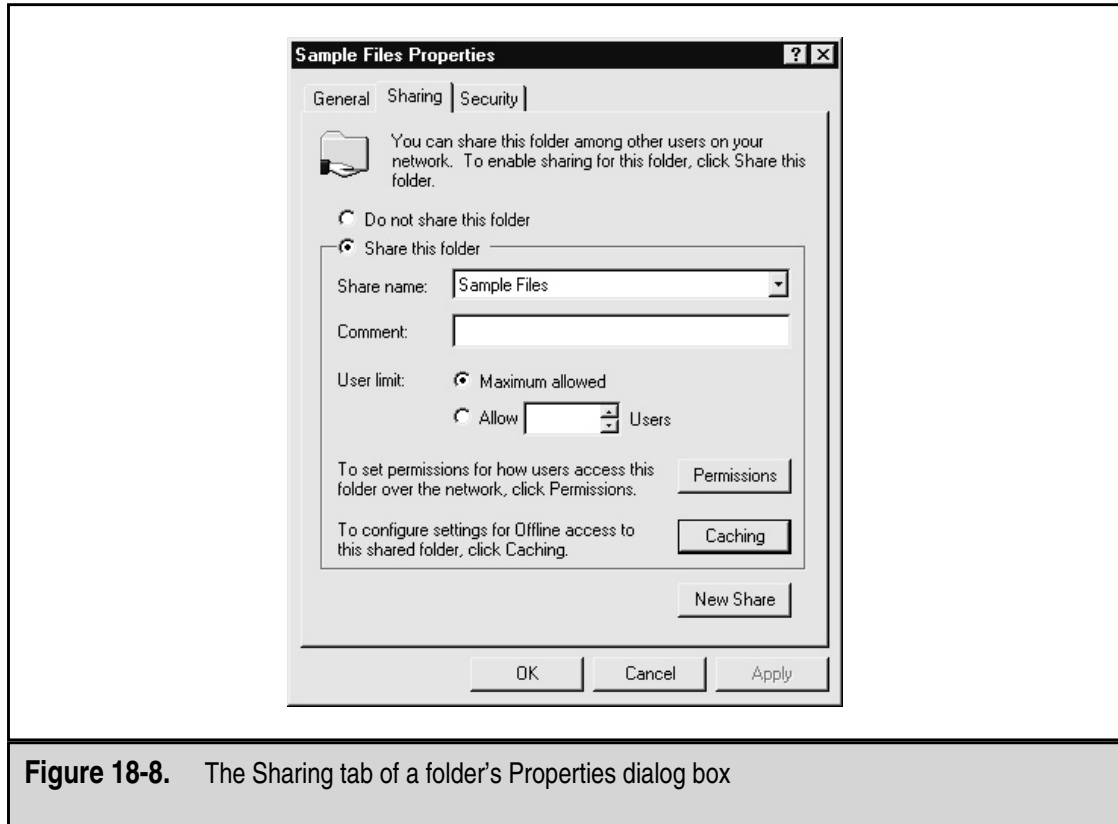 Sample Files Properties
General Sharing Security
You can share this folder among other users on your
network. To enable sharing for this folder, click Share this
folder.
Do not share this folder
Share this folder
Share name: Sample Files
Comment:
User limit: Maximum allowed
Allow Users
To set permissions for how users access this
folder over the network, click Permissions.
Permissions
To configure settings for Offline access to
this shared folder, click Caching.
Caching
New Share
OK Cancel Apply
Figure 18-8. The Sharing tab of a folder's Properties dialog box